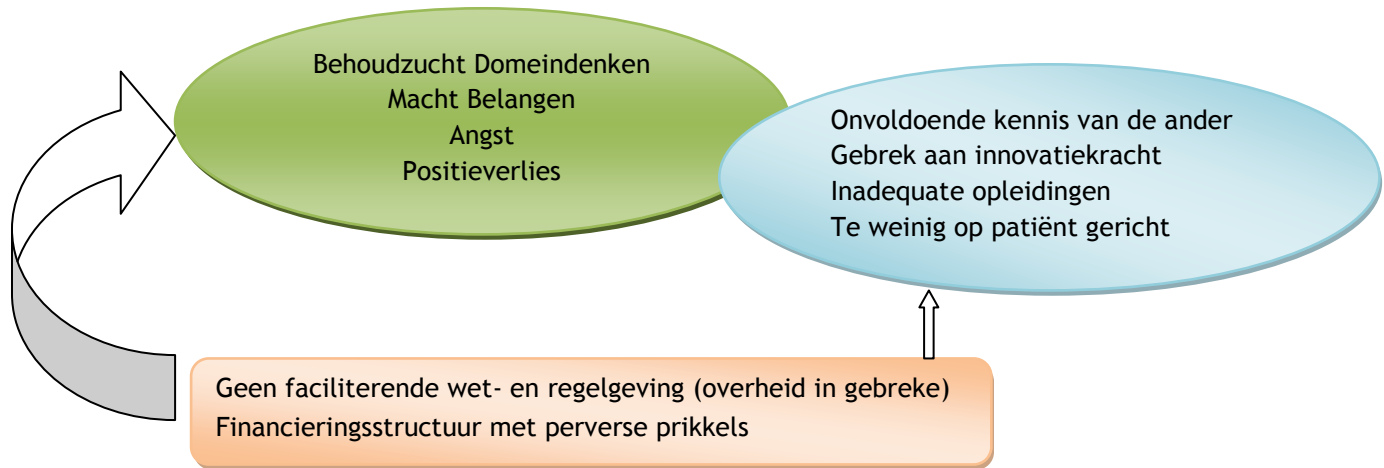 Behoudzucht Domeindenken
Macht Belangen
Angst
Positieverlies
Onvoldoende kennis van de ander
Gebrek aan innovatiekracht
Inadequate opleidingen
Te weinig op patiënt gericht
Geen faciliterende wet- en regelgeving (overheid in gebreke)
Financieringsstructuur met perverse prikkels